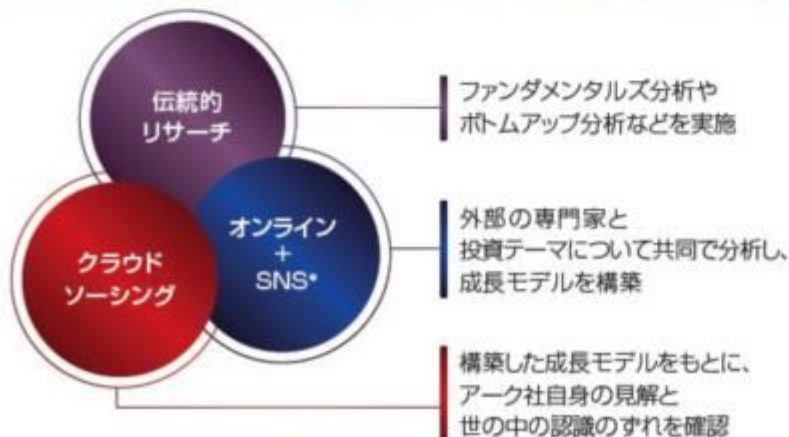 伝統的
リサーチ
ファンダメンタルズ分析や
ボトムアップ分析などを実施
オンライン
+
SNS*
外部の専門家と
投資テーマについて共同で分析し、
成長モデルを構築
クラウド
ソーシング
構築した成長モデルをもとに、
アーク社自身の見解と
世の中の認識のずれを確認